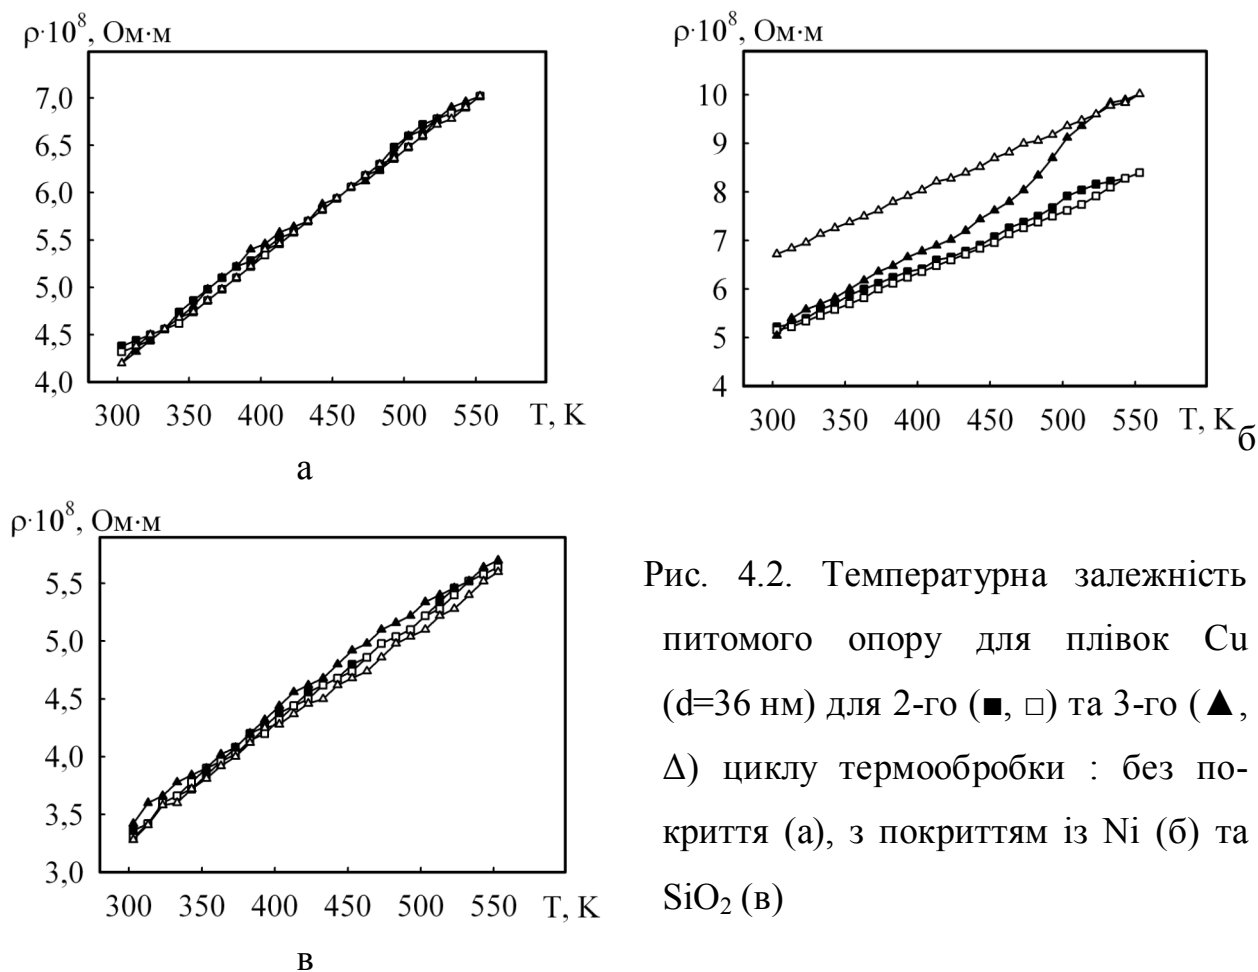 ρ·10⁸, Ом·м
7,0
6,5
6,0
5,5
5,0
4,5
4,0
300 350 400 450 500 550 T, K
а
ρ·10⁸, Ом·м
10
9
8
7
6
5
4
300 350 400 450 500 550 T, K
б
ρ·10⁸, Ом·м
5,5
5,0
4,5
4,0
3,5
3,0
300 350 400 450 500 550 T, K
в
Рис. 4.2. Температурна залежність
питомого опору для плівок Cu
(d=36 нм) для 2-го (■, □) та 3-го (▲,
Δ) циклу термообробки : без по-
криття (а), з покриттям із Ni (б) та
SiO₂ (в)